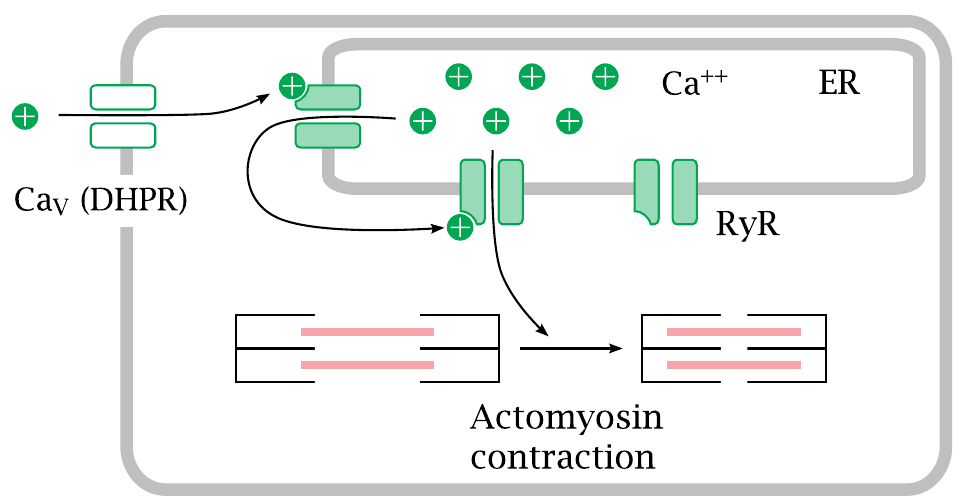 Ca⁺⁺
ER
Caᵥ (DHPR)
RyR
Actomyosin
contraction